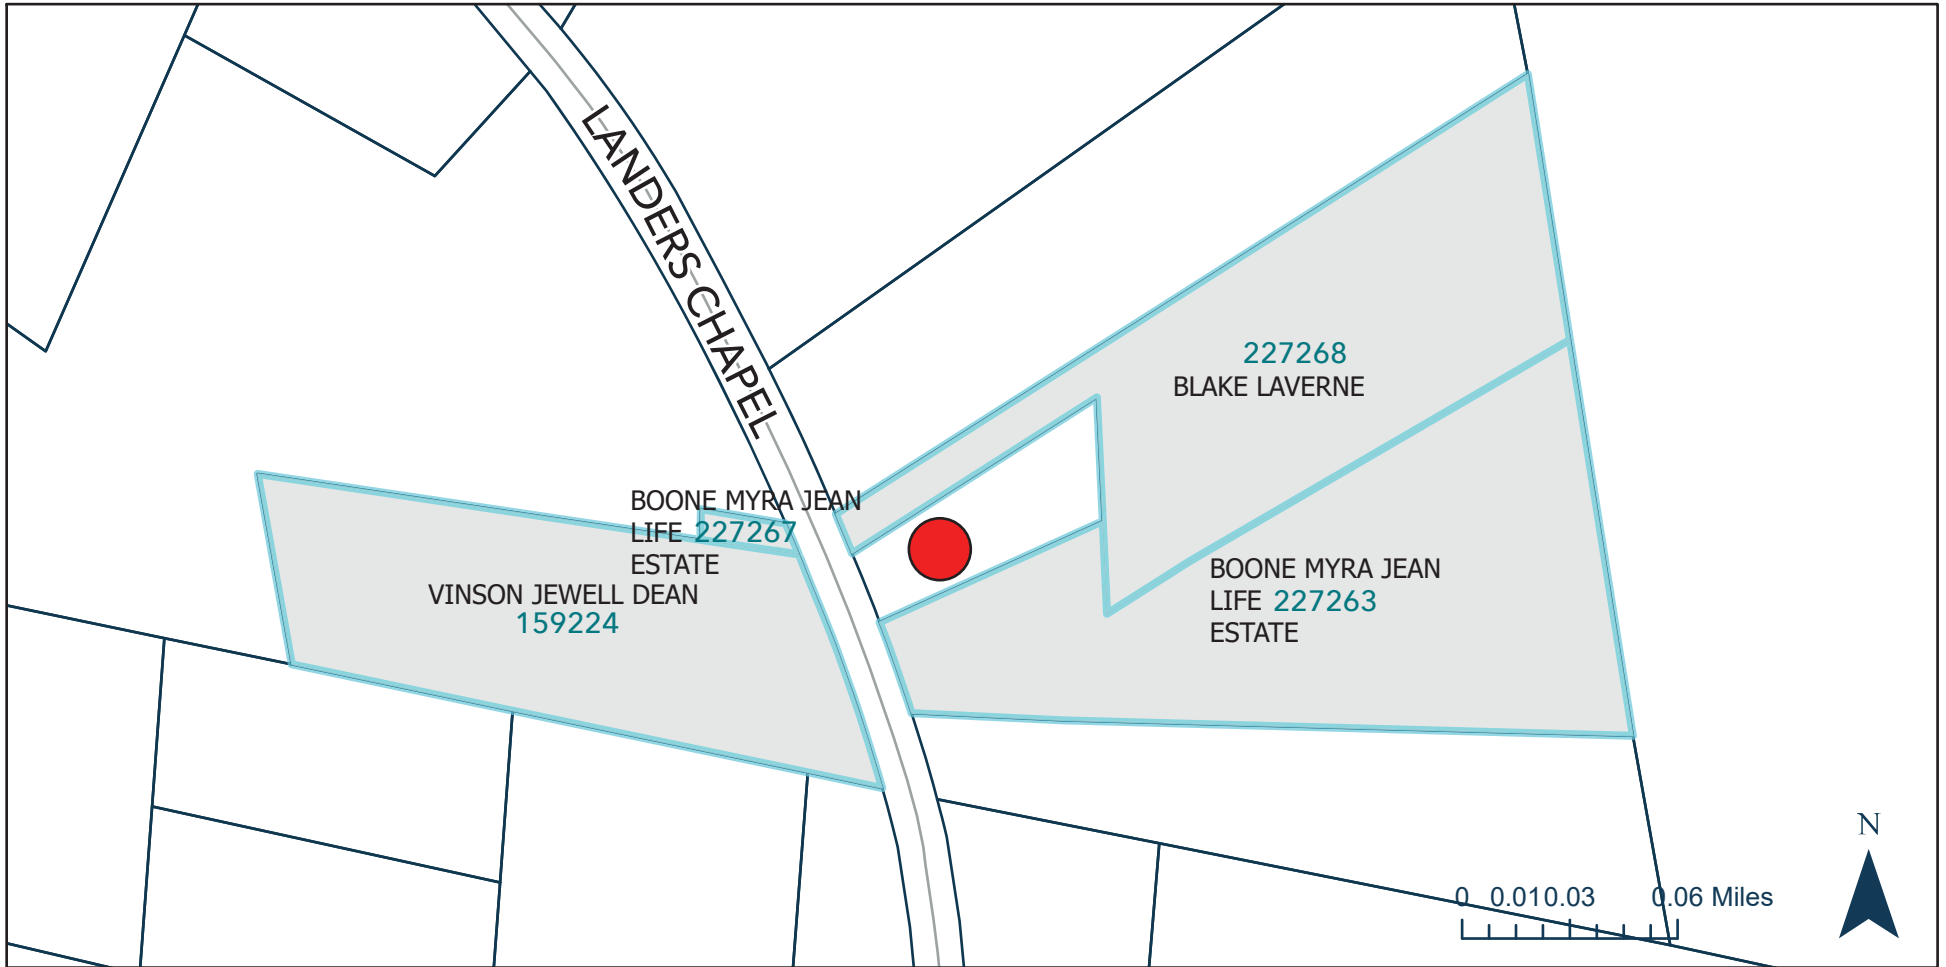 LANDERS CHAPEL
227268
BLAKE LAVERNE
BOONE MYRA JEAN
LIFE 227267
ESTATE
VINSON JEWELL DEAN
159224
BOONE MYRA JEAN
LIFE 227263
ESTATE
N
0 0.010.03 0.06 Miles